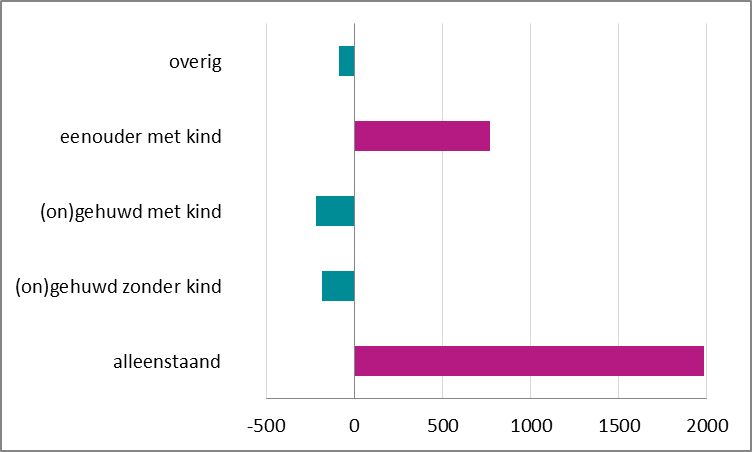 overig
eenouder met kind
(on)gehuwd met kind
(on)gehuwd zonder kind
alleenstaand
-500 0 500 1000 1500 2000